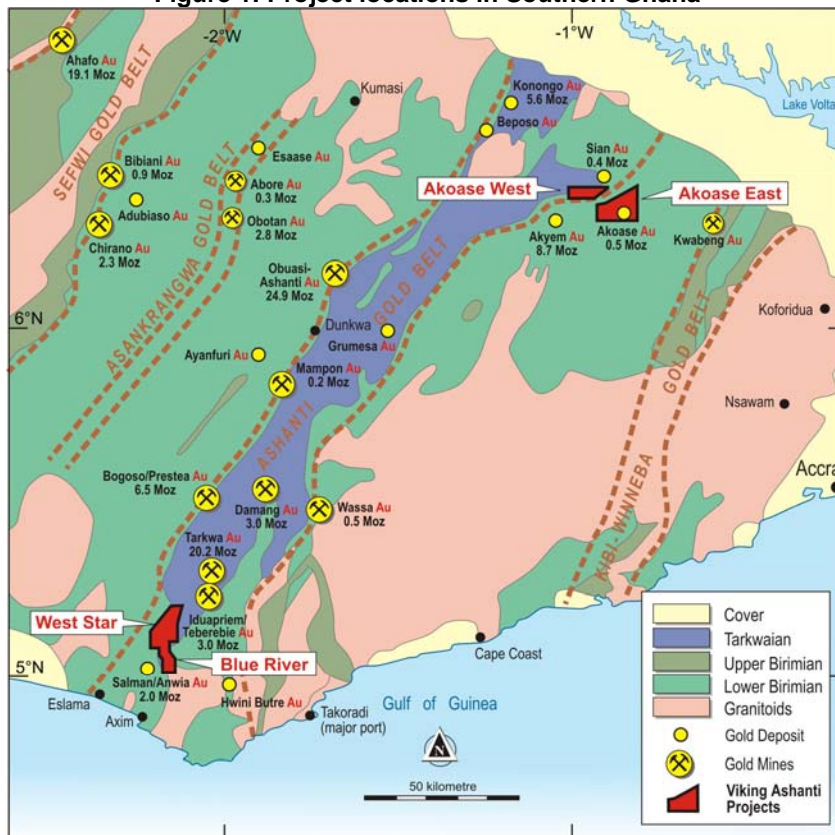 Figure 1: Project locations in Southern Ghana
-2°W
-1°W
Ahafo Au
19.1 Moz
SEFWI GOLD BELT
Kumasi
Konongo Au
5.6 Moz
Beposo Au
Lake Volta
Bibiani Au
0.9 Moz
Esaase Au
Abore Au
0.3 Moz
Sian Au
0.4 Moz
Akoase West
Akoase East
Adubiaso Au
Obotan Au
2.8 Moz
Chirano Au
2.3 Moz
Akyem Au
8.7 Moz
Akoase Au
0.5 Moz
Kwabeng Au
ASANKRANGWA GOLD BELT
Obuasi-
Ashanti Au
24.9 Moz
6°N
Dunkwa
Grumesa Au
Koforidua
Ayanfuri Au
Mampon Au
0.2 Moz
ASHANTI GOLD BELT
Nsawam
Accra
Bogoso/Prestea Au
6.5 Moz
Damang Au
3.0 Moz
Wassa Au
0.5 Moz
KIBI-WINNEBA GOLD BELT
Tarkwa Au
20.2 Moz
Iduapriem/
Teberebie Au
3.0 Moz
West Star
Blue River
5°N
Salman/Anwia Au
2.0 Moz
Hwini Butre Au
Cape Coast
Eslama
Axim
Takoradi
(major port)
Gulf of Guinea
N
50 kilometre
Cover
Tarkwaian
Upper Birimian
Lower Birimian
Granitoids
Gold Deposit
Gold Mines
Viking Ashanti
Projects